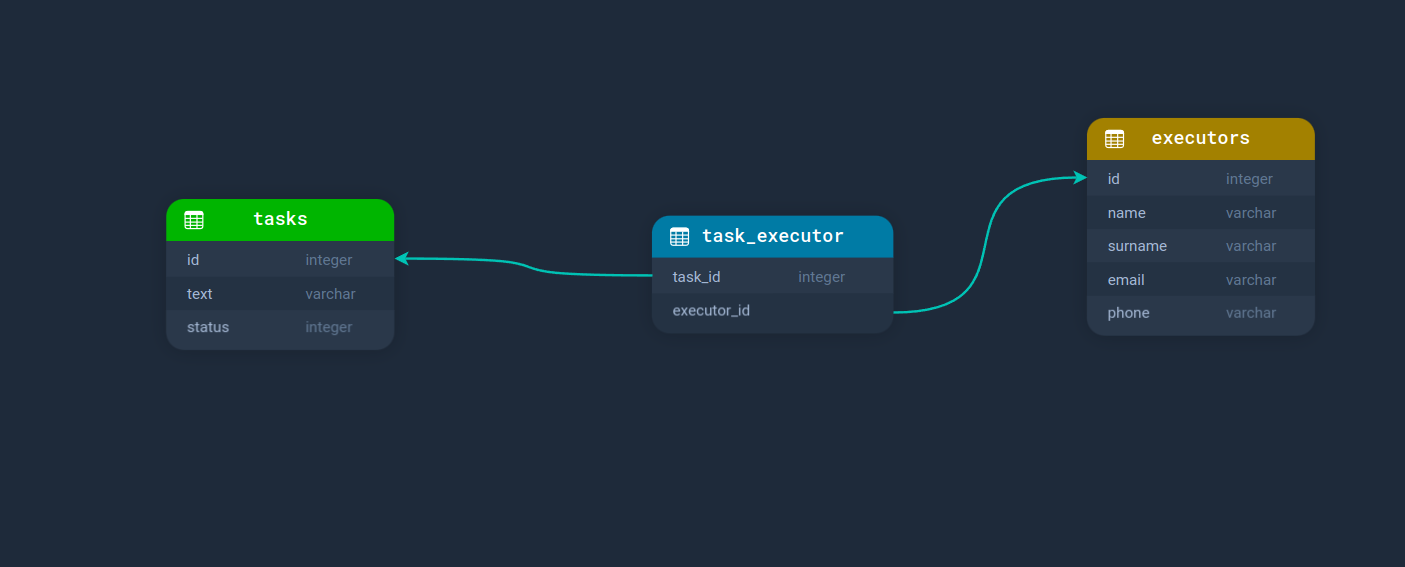 tasks
id integer
text varchar
status integer
task_executor
task_id integer
executor_id
executors
id integer
name varchar
surname varchar
email varchar
phone varchar